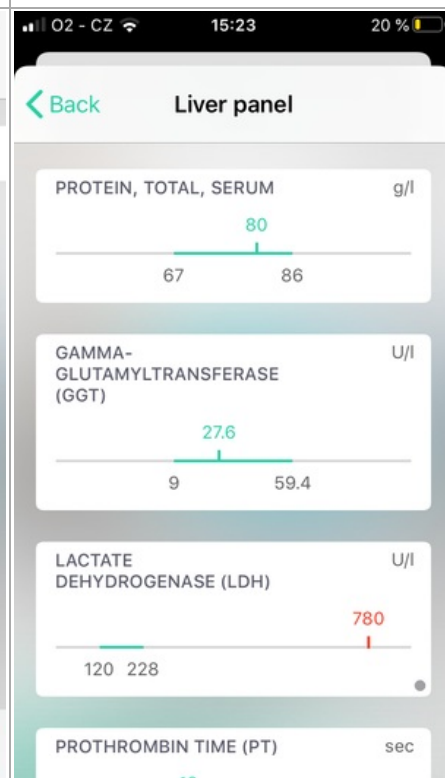 O2 - CZ 15:23 20 %
Back Liver panel
PROTEIN, TOTAL, SERUM g/l
80
67 86
GAMMA- U/l
GLUTAMYLTRANSFERASE
(GGT)
27.6
9 59.4
LACTATE U/l
DEHYDROGENASE (LDH)
780
120 228
PROTHROMBIN TIME (PT) sec